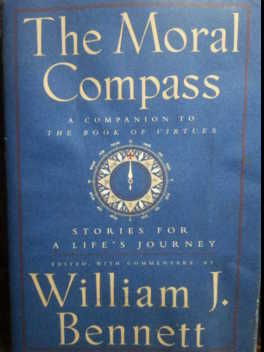 The Moral
Compass
A COMPANION TO
THE BOOK OF VIRTUES
STORIES FOR
A LIFE'S JOURNEY
EDITED, WITH COMMENTARY, BY
William J.
Bennett